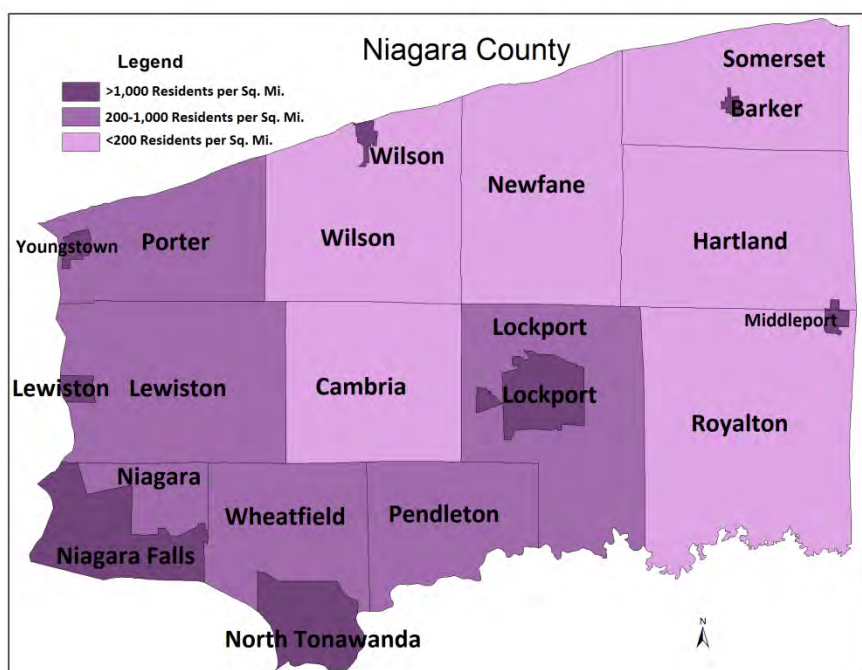 Niagara County
Legend
>1,000 Residents per Sq. Mi.
200-1,000 Residents per Sq. Mi.
<200 Residents per Sq. Mi.
Somerset
Barker
Wilson
Newfane
Youngstown
Porter
Wilson
Hartland
Lockport
Middleport
Lewiston
Lewiston
Cambria
Lockport
Royalton
Niagara
Wheatfield
Pendleton
Niagara Falls
North Tonawanda
N